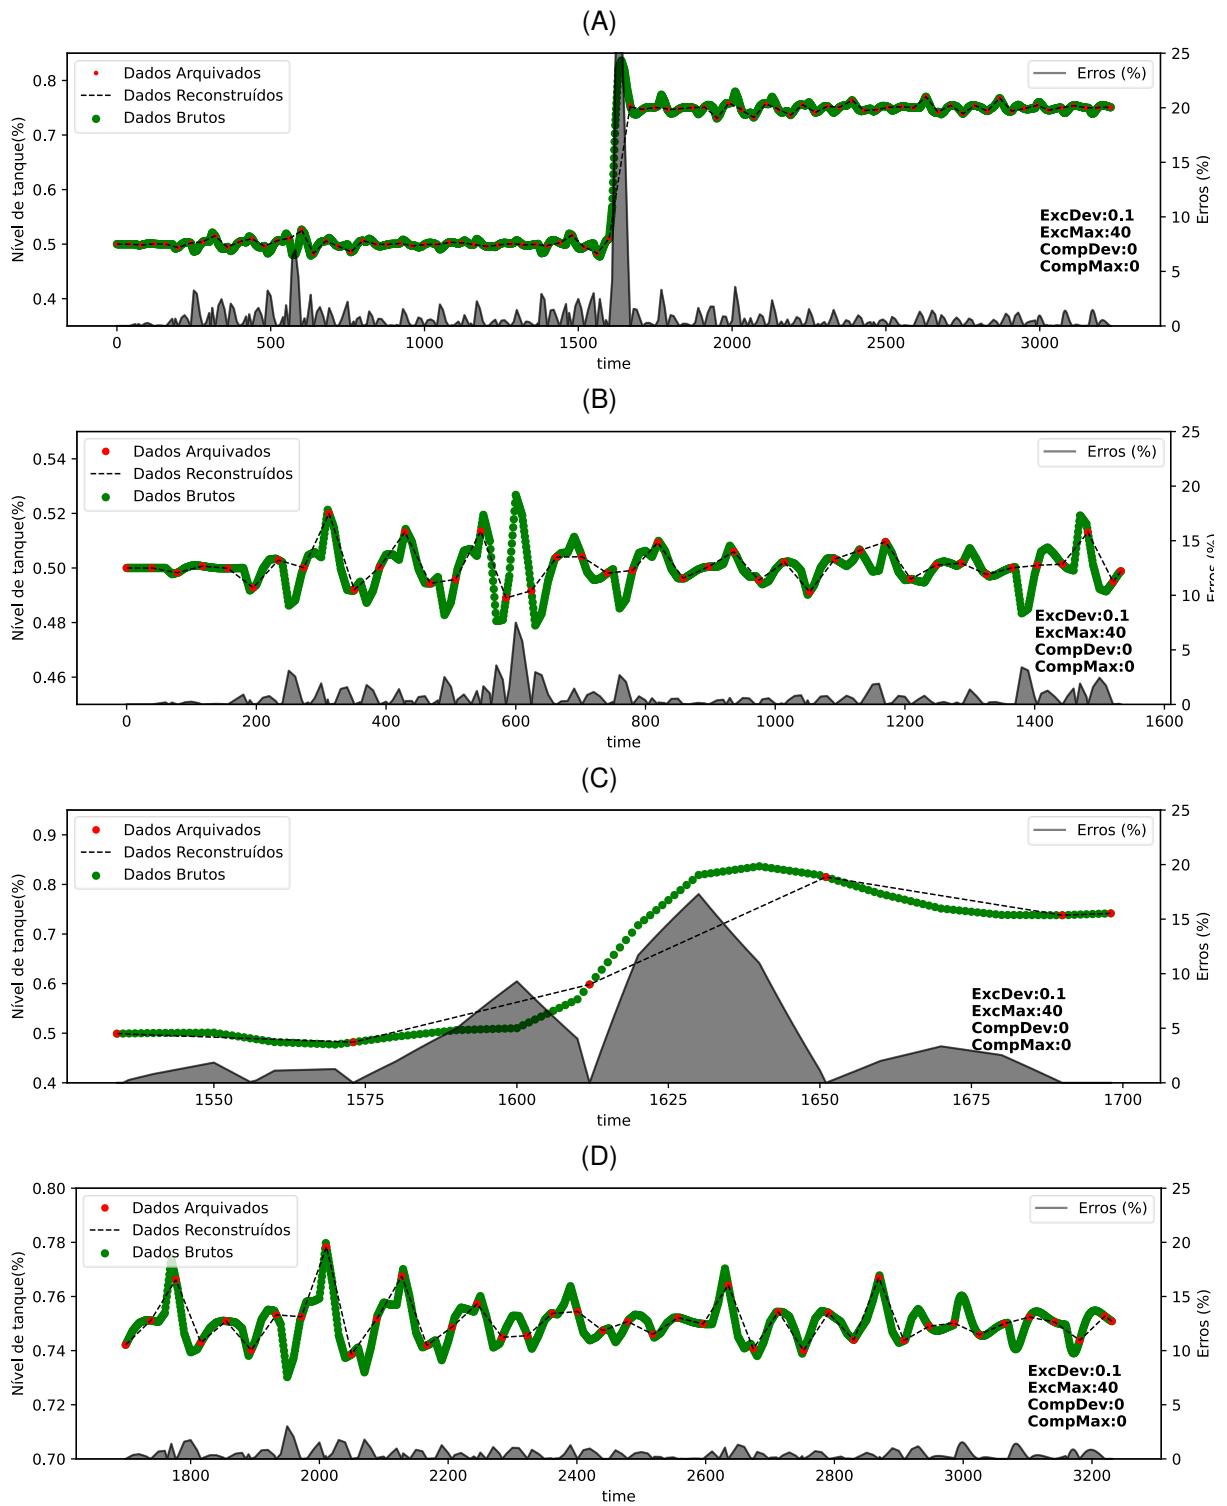 (A)
Dados Arquivados
Dados Reconstruídos
Dados Brutos
Erros (%)
Nível de tanque(%)
0.8
0.7
0.6
0.5
0.4
25
20
15
10
5
0
Erros (%)
ExcDev:0.1
ExcMax:40
CompDev:0
CompMax:0
0 500 1000 1500 2000 2500 3000
time
(B)
Dados Arquivados
Dados Reconstruídos
Dados Brutos
Erros (%)
Nível de tanque(%)
0.54
0.52
0.50
0.48
0.46
25
20
15
10
5
0
Erros (%)
ExcDev:0.1
ExcMax:40
CompDev:0
CompMax:0
0 200 400 600 800 1000 1200 1400 1600
time
(C)
Dados Arquivados
Dados Reconstruídos
Dados Brutos
Erros (%)
Nível de tanque(%)
0.9
0.8
0.7
0.6
0.5
0.4
25
20
15
10
5
0
Erros (%)
ExcDev:0.1
ExcMax:40
CompDev:0
CompMax:0
1550 1575 1600 1625 1650 1675 1700
time
(D)
Dados Arquivados
Dados Reconstruídos
Dados Brutos
Erros (%)
Nível de tanque(%)
0.80
0.78
0.76
0.74
0.72
0.70
25
20
15
10
5
0
Erros (%)
ExcDev:0.1
ExcMax:40
CompDev:0
CompMax:0
1800 2000 2200 2400 2600 2800 3000 3200
time